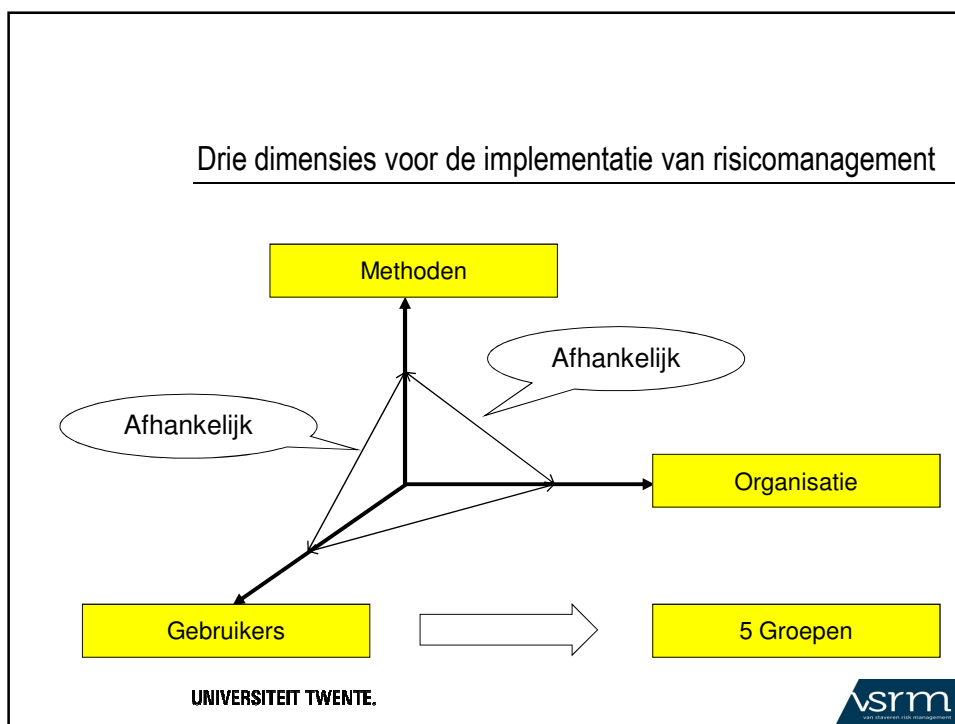 Drie dimensies voor de implementatie van risicomanagement
Methoden
Afhankelijk
Afhankelijk
Organisatie
Gebruikers
5 Groepen
UNIVERSITEIT TWENTE.
vsrm
van staveren risk management